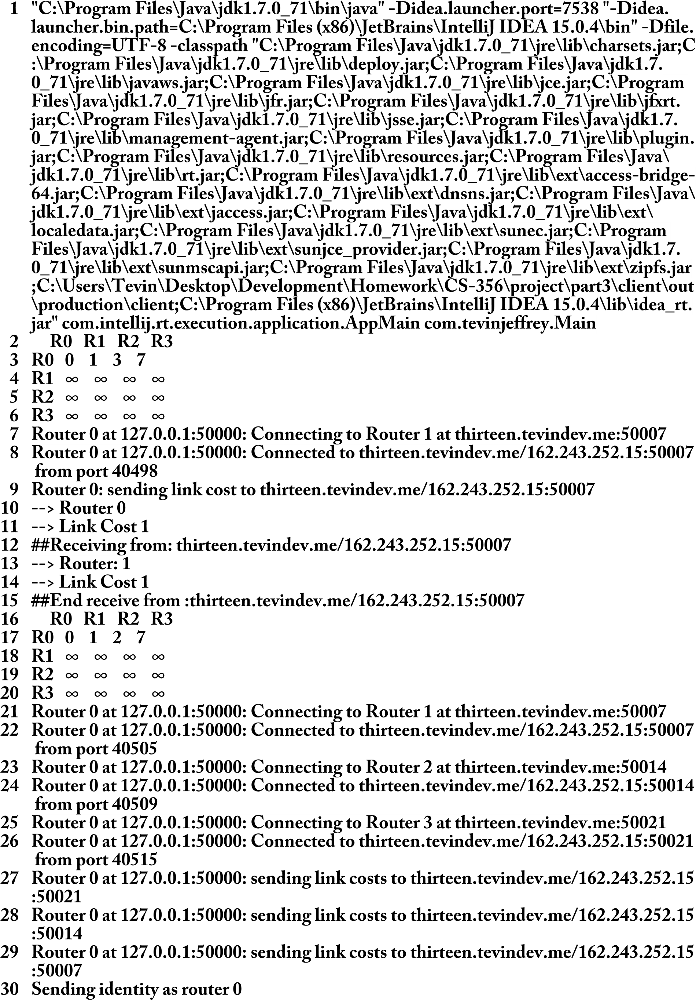 1 "C:\Program Files\Java\jdk1.7.0_71\bin\java" -Didea.launcher.port=7538 "-Didea.
launcher.bin.path=C:\Program Files (x86)\JetBrains\IntelliJ IDEA 15.0.4\bin" -Dfile.
encoding=UTF-8 -classpath "C:\Program Files\Java\jdk1.7.0_71\jre\lib\charsets.jar;C
:\Program Files\Java\jdk1.7.0_71\jre\lib\deploy.jar;C:\Program Files\Java\jdk1.7.
0_71\jre\lib\javaws.jar;C:\Program Files\Java\jdk1.7.0_71\jre\lib\jce.jar;C:\Program
Files\Java\jdk1.7.0_71\jre\lib\jfr.jar;C:\Program Files\Java\jdk1.7.0_71\jre\lib\jfxrt.
jar;C:\Program Files\Java\jdk1.7.0_71\jre\lib\jsse.jar;C:\Program Files\Java\jdk1.7.
0_71\jre\lib\management-agent.jar;C:\Program Files\Java\jdk1.7.0_71\jre\lib\plugin.
jar;C:\Program Files\Java\jdk1.7.0_71\jre\lib\resources.jar;C:\Program Files\Java\
jdk1.7.0_71\jre\lib\rt.jar;C:\Program Files\Java\jdk1.7.0_71\jre\lib\ext\access-bridge-
64.jar;C:\Program Files\Java\jdk1.7.0_71\jre\lib\ext\dnsns.jar;C:\Program Files\Java\
jdk1.7.0_71\jre\lib\ext\jaccess.jar;C:\Program Files\Java\jdk1.7.0_71\jre\lib\ext\
localedata.jar;C:\Program Files\Java\jdk1.7.0_71\jre\lib\ext\sunec.jar;C:\Program
Files\Java\jdk1.7.0_71\jre\lib\ext\sunjce_provider.jar;C:\Program Files\Java\jdk1.7.
0_71\jre\lib\ext\sunmscapi.jar;C:\Program Files\Java\jdk1.7.0_71\jre\lib\ext\zipfs.jar
;C:\Users\Tevin\Desktop\Development\Homework\CS-356\project\part3\client\out
\production\client;C:\Program Files (x86)\JetBrains\IntelliJ IDEA 15.0.4\lib\idea_rt.
jar" com.intellij.rt.execution.application.AppMain com.tevinjeffrey.Main
2 R0 R1 R2 R3
3 R0 0 1 3 7
4 R1 ∞ ∞ ∞ ∞
5 R2 ∞ ∞ ∞ ∞
6 R3 ∞ ∞ ∞ ∞
7 Router 0 at 127.0.0.1:50000: Connecting to Router 1 at thirteen.tevindev.me:50007
8 Router 0 at 127.0.0.1:50000: Connected to thirteen.tevindev.me/162.243.252.15:50007
from port 40498
9 Router 0: sending link cost to thirteen.tevindev.me/162.243.252.15:50007
10 --> Router 0
11 --> Link Cost 1
12 ##Receiving from: thirteen.tevindev.me/162.243.252.15:50007
13 --> Router: 1
14 --> Link Cost 1
15 ##End receive from :thirteen.tevindev.me/162.243.252.15:50007
16 R0 R1 R2 R3
17 R0 0 1 2 7
18 R1 ∞ ∞ ∞ ∞
19 R2 ∞ ∞ ∞ ∞
20 R3 ∞ ∞ ∞ ∞
21 Router 0 at 127.0.0.1:50000: Connecting to Router 1 at thirteen.tevindev.me:50007
22 Router 0 at 127.0.0.1:50000: Connected to thirteen.tevindev.me/162.243.252.15:50007
from port 40505
23 Router 0 at 127.0.0.1:50000: Connecting to Router 2 at thirteen.tevindev.me:50014
24 Router 0 at 127.0.0.1:50000: Connected to thirteen.tevindev.me/162.243.252.15:50014
from port 40509
25 Router 0 at 127.0.0.1:50000: Connecting to Router 3 at thirteen.tevindev.me:50021
26 Router 0 at 127.0.0.1:50000: Connected to thirteen.tevindev.me/162.243.252.15:50021
from port 40515
27 Router 0 at 127.0.0.1:50000: sending link costs to thirteen.tevindev.me/162.243.252.15
:50021
28 Router 0 at 127.0.0.1:50000: sending link costs to thirteen.tevindev.me/162.243.252.15
:50014
29 Router 0 at 127.0.0.1:50000: sending link costs to thirteen.tevindev.me/162.243.252.15
:50007
30 Sending identity as router 0